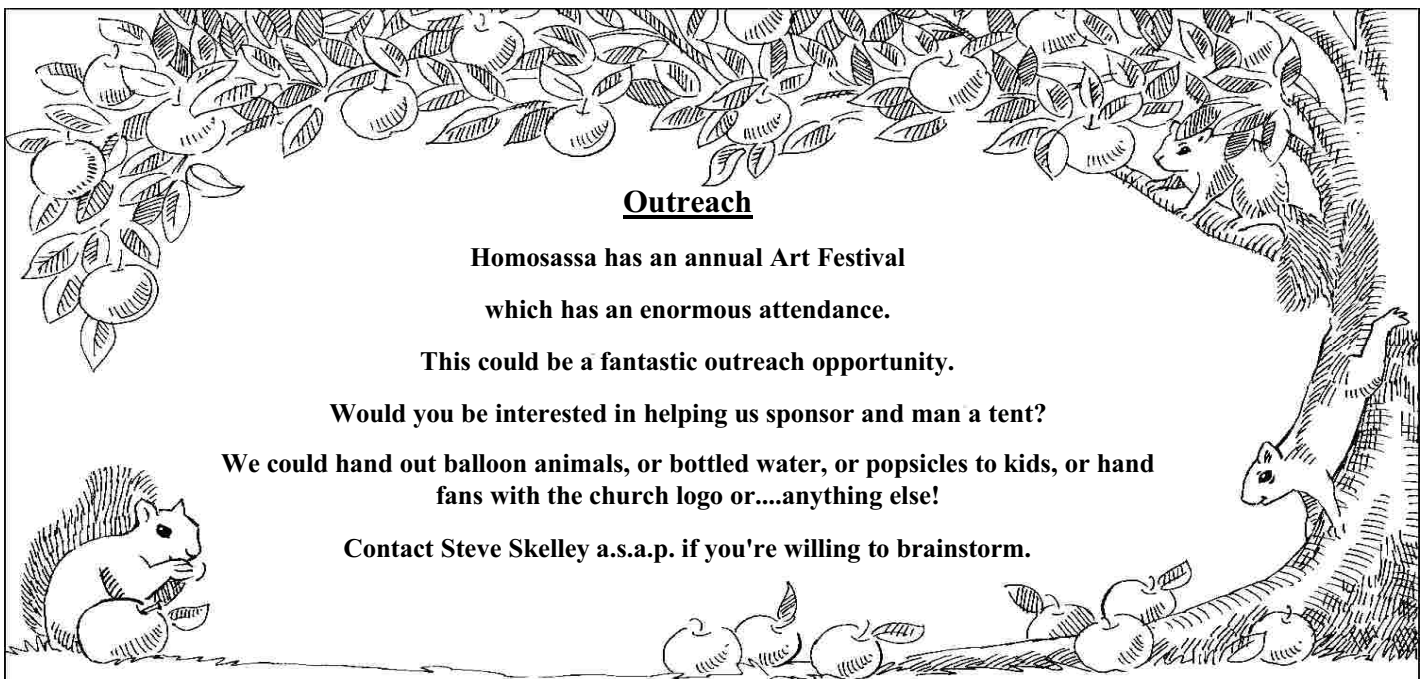 Outreach
Homosassa has an annual Art Festival
which has an enormous attendance.
This could be a fantastic outreach opportunity.
Would you be interested in helping us sponsor and man a tent?
We could hand out balloon animals, or bottled water, or popsicles to kids, or hand
fans with the church logo or....anything else!
Contact Steve Skelley a.s.a.p. if you're willing to brainstorm.